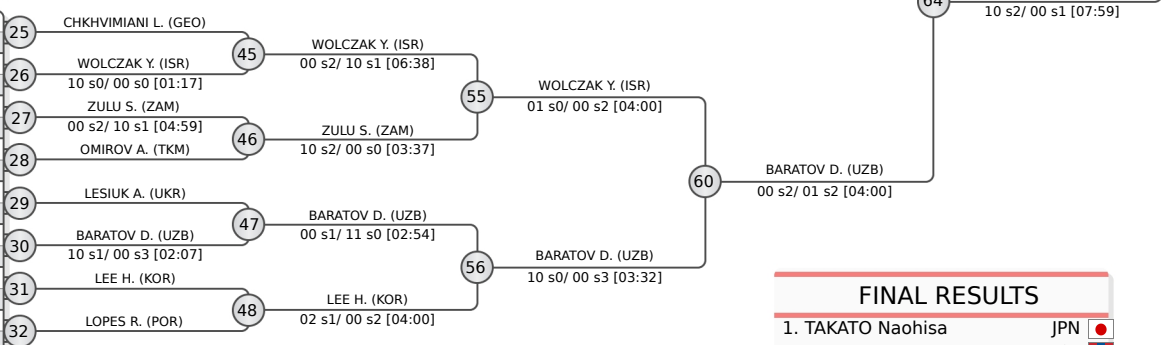 64
10 s2/ 00 s1 [07:59]
25
CHKHVIMIANI L. (GEO)
45
WOLCZAK Y. (ISR)
00 s2/ 10 s1 [06:38]
26
WOLCZAK Y. (ISR)
10 s0/ 00 s0 [01:17]
55
WOLCZAK Y. (ISR)
01 s0/ 00 s2 [04:00]
27
ZULU S. (ZAM)
00 s2/ 10 s1 [04:59]
46
ZULU S. (ZAM)
10 s2/ 00 s0 [03:37]
28
OMIROV A. (TKM)
60
BARATOV D. (UZB)
00 s2/ 01 s2 [04:00]
29
LESIUK A. (UKR)
47
BARATOV D. (UZB)
00 s1/ 11 s0 [02:54]
30
BARATOV D. (UZB)
10 s1/ 00 s3 [02:07]
56
BARATOV D. (UZB)
10 s0/ 00 s3 [03:32]
31
LEE H. (KOR)
48
LEE H. (KOR)
02 s1/ 00 s2 [04:00]
32
LOPES R. (POR)
FINAL RESULTS
1. TAKATO Naohisa JPN